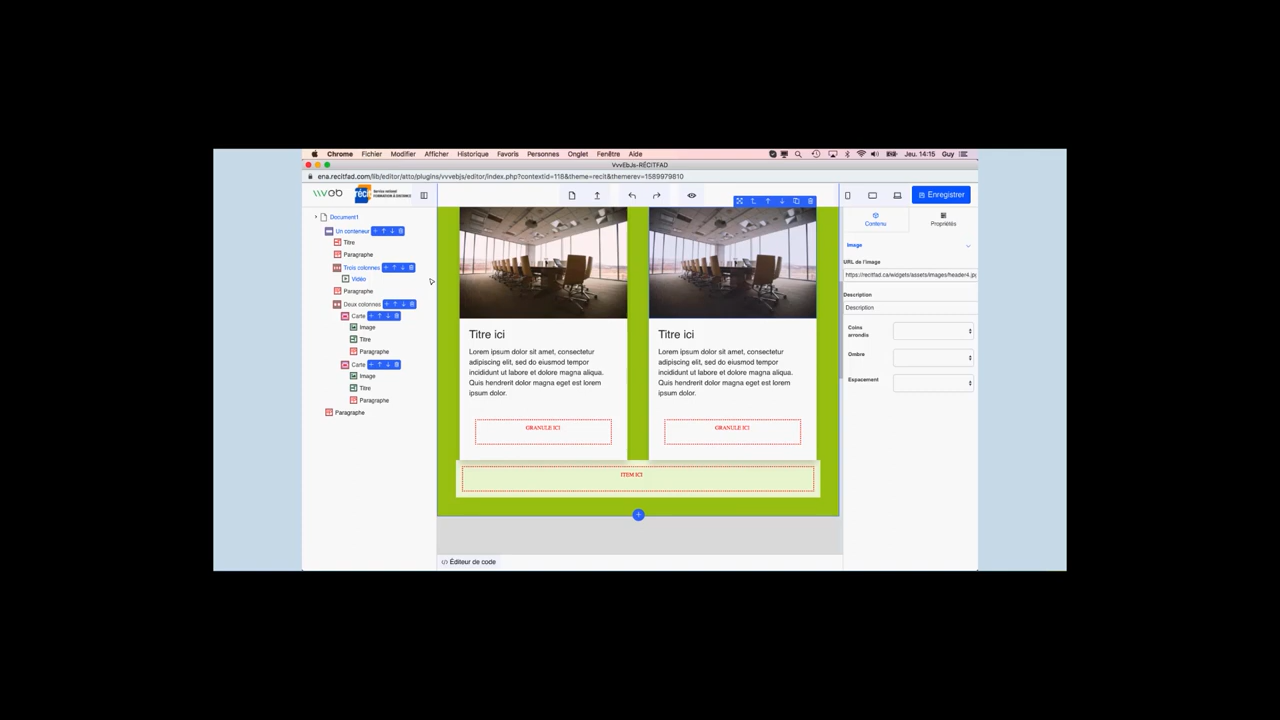 Chrome Fichier Modifier Afficher Historique Favoris Personnes Onglet Fenêtre Aide Jeu. 14:15 Guy
VvvEbJs-RÉCITFAD
ena.recitfad.com/lib/editor/atto/plugins/vvvebjs/editor/index.php?contextid=118&theme=recit&themerev=1589979810
vvveb récit Service national
Enregistrer
Document1
Un conteneur
Titre
Paragraphe
Trois colonnes
Vidéo
Paragraphe
Deux colonnes
Carte
Image
Titre
Paragraphe
Carte
Image
Titre
Paragraphe
Paragraphe
Titre ici
Lorem ipsum dolor sit amet, consectetur
adipiscing elit, sed do eiusmod tempor
incididunt ut labore et dolore magna aliqua.
Quis hendrerit dolor magna eget est lorem
ipsum dolor.
GRANULE ICI
Titre ici
Lorem ipsum dolor sit amet, consectetur
adipiscing elit, sed do eiusmod tempor
incididunt ut labore et dolore magna aliqua.
Quis hendrerit dolor magna eget est lorem
ipsum dolor.
GRANULE ICI
ITEM ICI
Éditeur de code
Contenu Propriétés
Image
URL de l'image
https://recitfad.ca/widgets/assets/images/header4.jp
Description
Description
Coins
arrondis
Ombre
Espacement